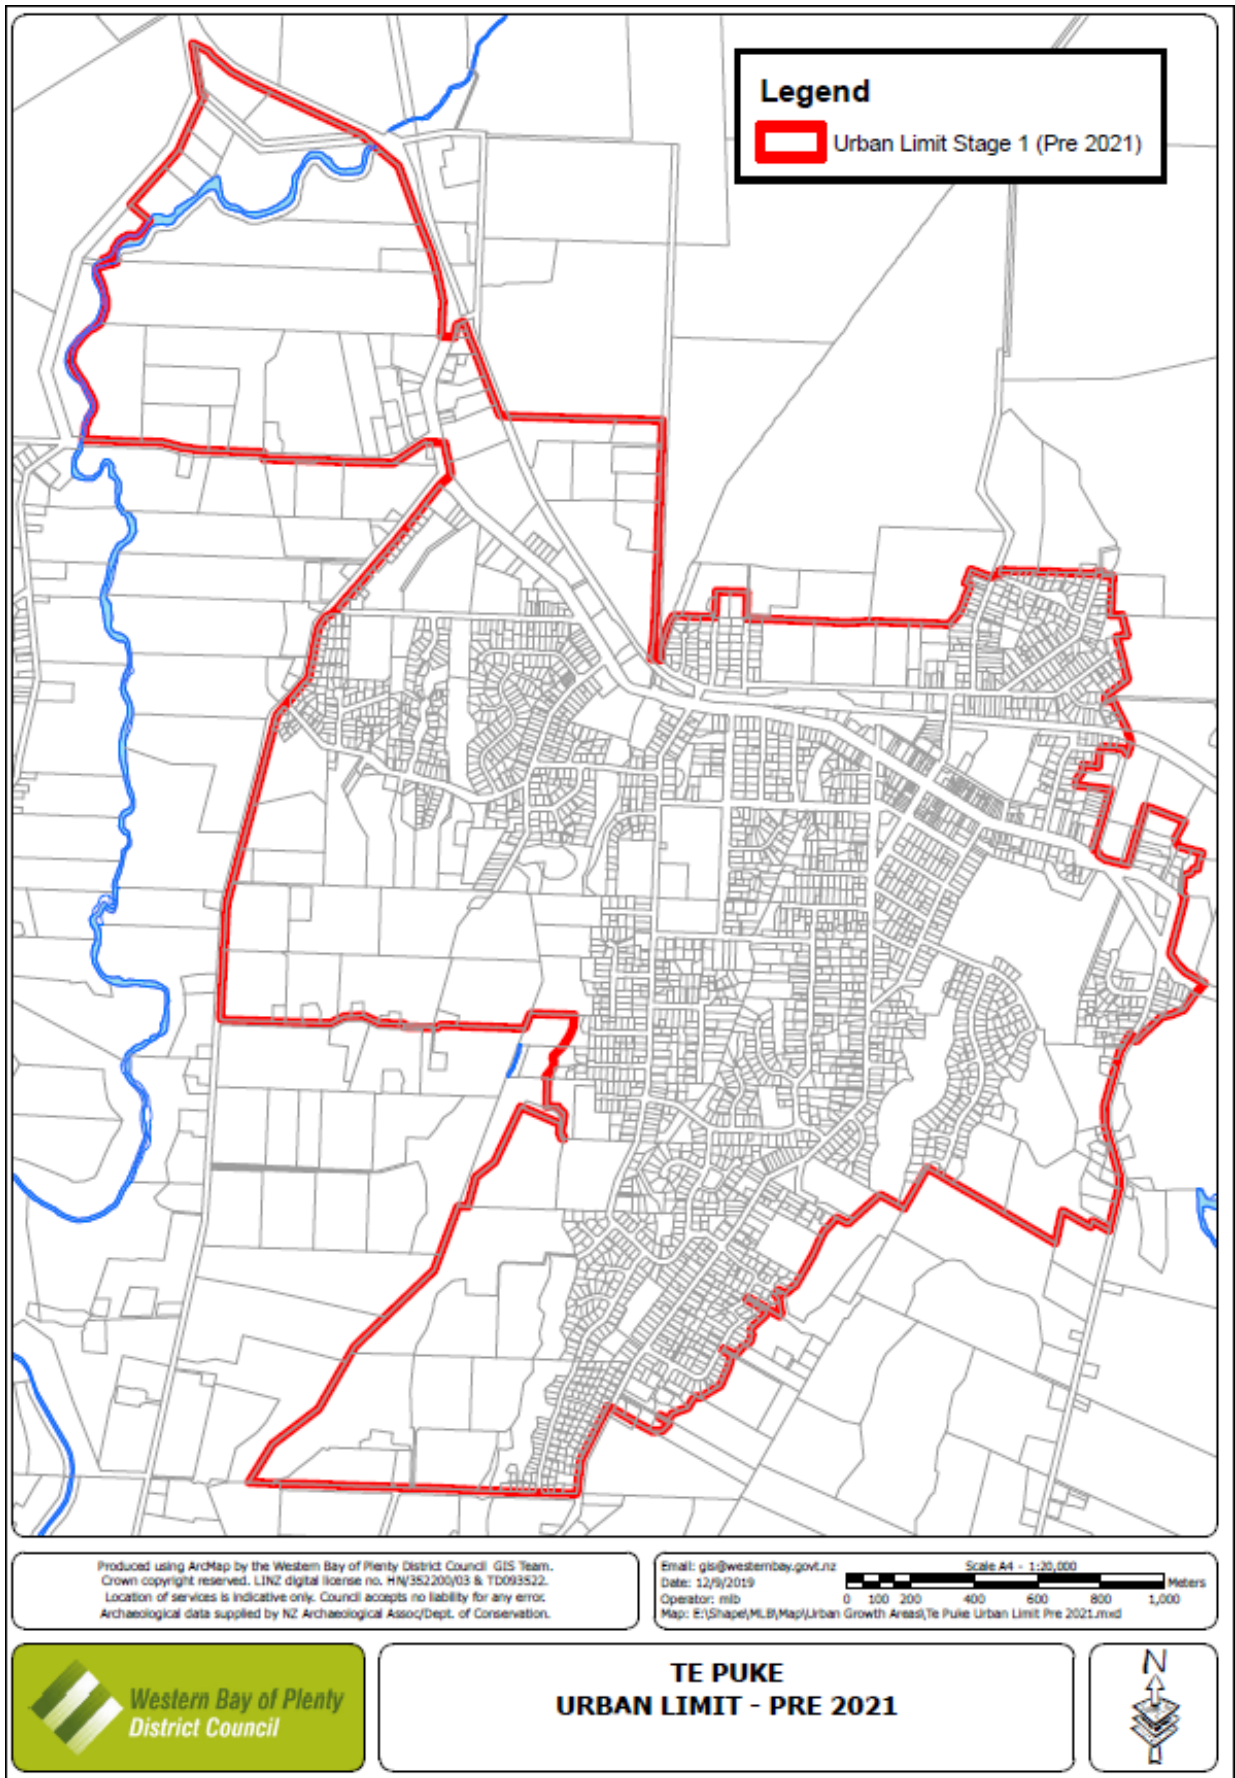 Legend
Urban Limit Stage 1 (Pre 2021)
Produced using ArcMap by the Western Bay of Plenty District Council GIS Team.
Crown copyright reserved. LINZ digital license no. HN/352200/03 & TD093522.
Location of services is indicative only. Council accepts no liability for any error.
Archaeological data supplied by NZ Archaeological Assoc/Dept. of Conservation.
Email: gis@westernbay.govt.nz
Date: 12/9/2019
Operator: mlb
Map: E:\Shape\MLB\Map\Urban Growth Areas\Te Puke Urban Limit Pre 2021.mxd
Scale A4 - 1:20,000
Meters
0 100 200 400 600 800 1,000
Western Bay of Plenty
District Council
TE PUKE
URBAN LIMIT - PRE 2021
N